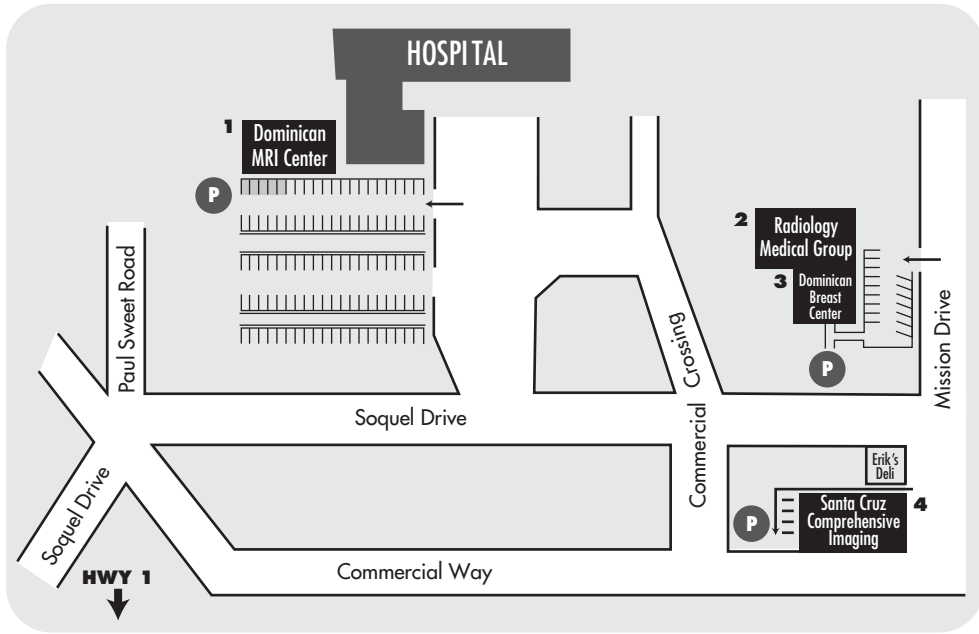 HOSPITAL
1
Dominican
MRI Center
P
2
Radiology
Medical Group
3
Dominican
Breast
Center
P
Paul Sweet Road
Mission Drive
Commercial Crossing
Soquel Drive
Soquel Drive
Erik's
Deli
4
Santa Cruz
Comprehensive
Imaging
P
Commercial Way
HWY 1